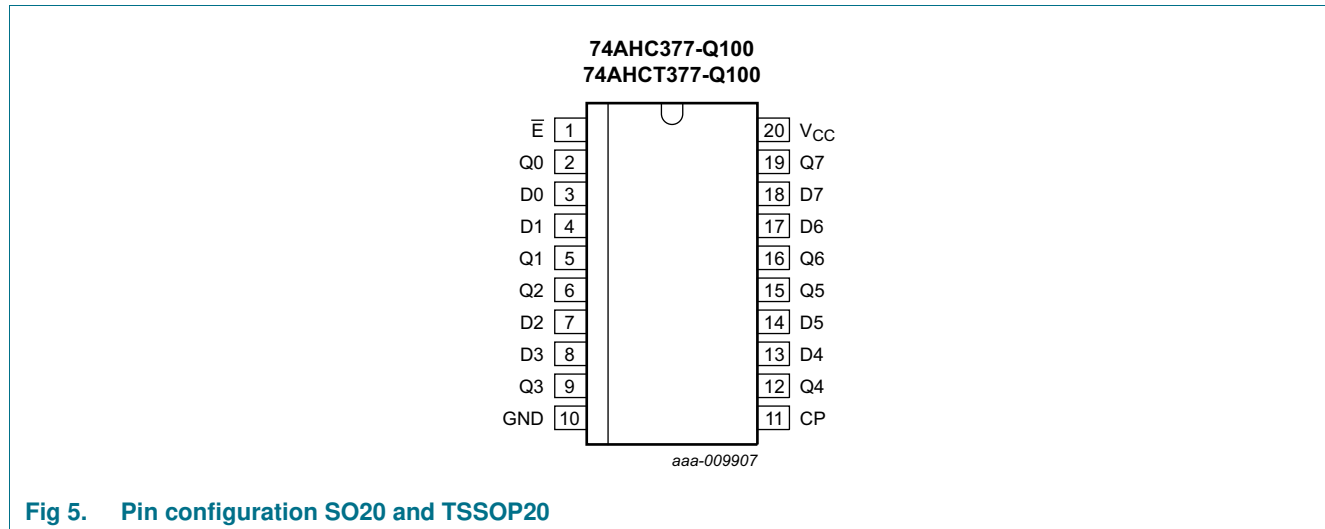 74AHC377-Q100
74AHCT377-Q100
E̅ 1 20 VCC
Q0 2 19 Q7
D0 3 18 D7
D1 4 17 D6
Q1 5 16 Q6
Q2 6 15 Q5
D2 7 14 D5
D3 8 13 D4
Q3 9 12 Q4
GND 10 11 CP
aaa-009907
Fig 5. Pin configuration SO20 and TSSOP20